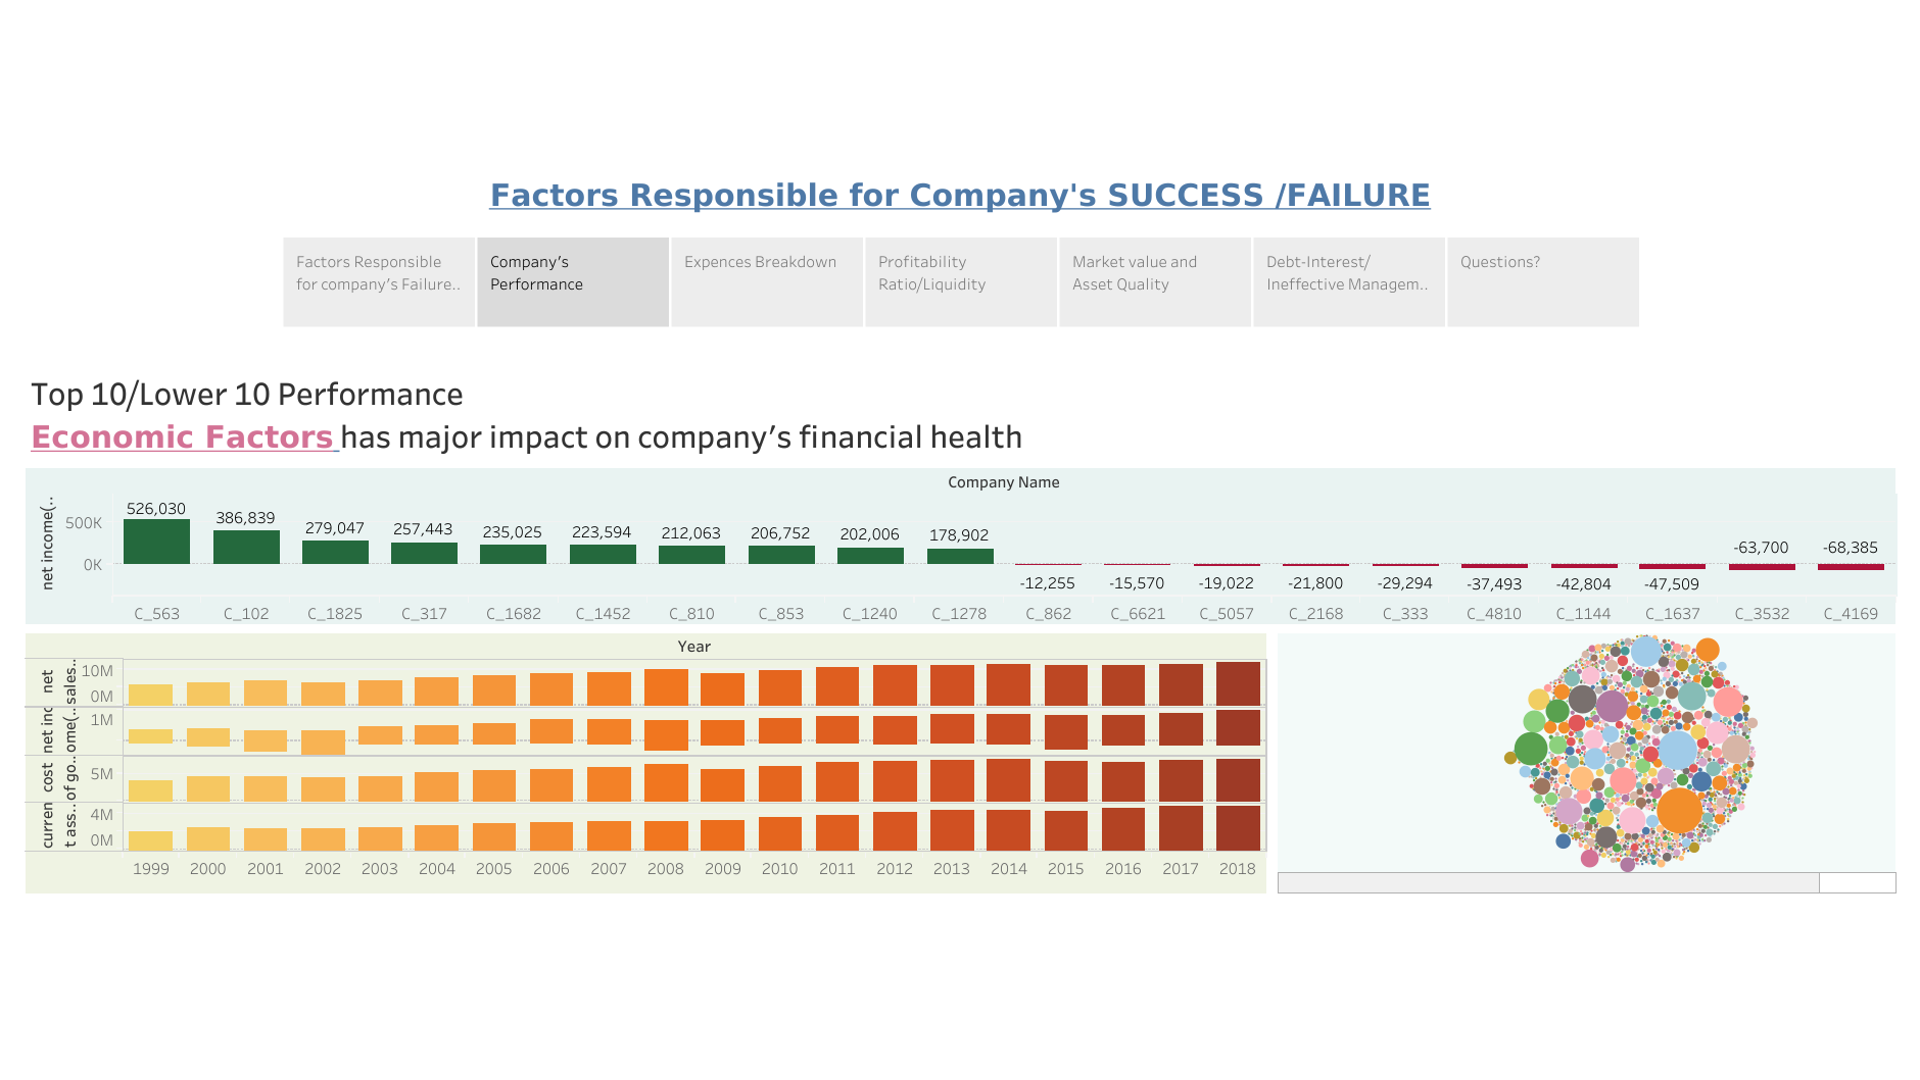 Factors Responsible for Company's SUCCESS /FAILURE
Factors Responsible
for company's Failure..
Company's
Performance
Expences Breakdown
Profitability
Ratio/Liquidity
Market value and
Asset Quality
Debt-Interest/
Ineffective Managem..
Questions?
Top 10/Lower 10 Performance
Economic Factors has major impact on company's financial health
Company Name
net income(..
500K
0K
526,030
386,839
279,047
257,443
235,025
223,594
212,063
206,752
202,006
178,902
-12,255
-15,570
-19,022
-21,800
-29,294
-37,493
-42,804
-47,509
-63,700
-68,385
C_563
C_102
C_1825
C_317
C_1682
C_1452
C_810
C_853
C_1240
C_1278
C_862
C_6621
C_5057
C_2168
C_333
C_4810
C_1144
C_1637
C_3532
C_4169
Year
net
sales..
10M
0M
net inc
ome(..
1M
cost
of go..
5M
curren
t ass..
4M
0M
1999
2000
2001
2002
2003
2004
2005
2006
2007
2008
2009
2010
2011
2012
2013
2014
2015
2016
2017
2018